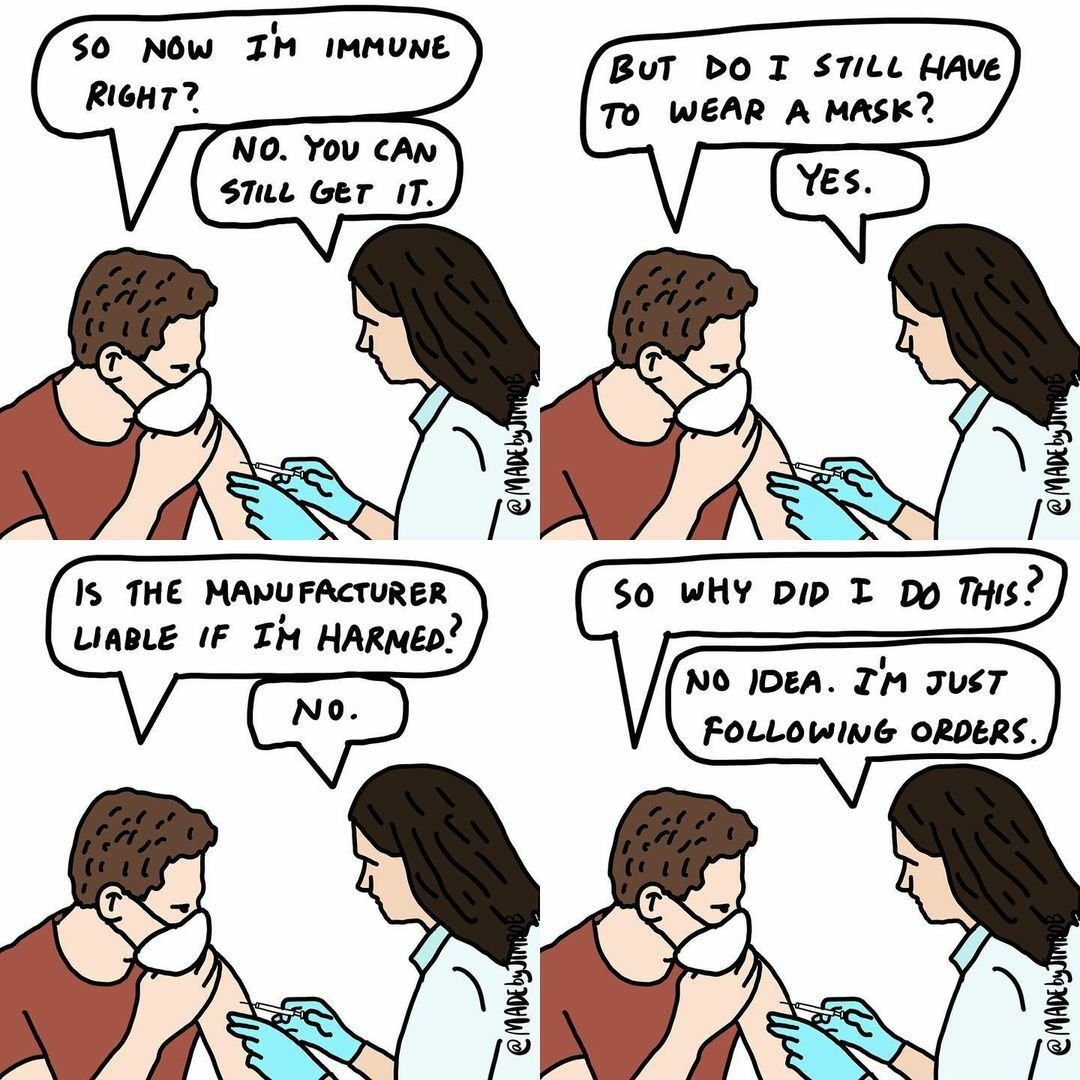 SO NOW I'M IMMUNE
RIGHT?
NO. YOU CAN
STILL GET IT.
@MADEbyJIMBOB
BUT DO I STILL HAVE
TO WEAR A MASK?
YES.
@MADEbyJIMBOB
IS THE MANUFACTURER
LIABLE IF I'M HARMED?
NO.
@MADEbyJIMBOB
SO WHY DID I DO THIS?
NO IDEA. I'M JUST
FOLLOWING ORDERS.
@MADEbyJIMBOB